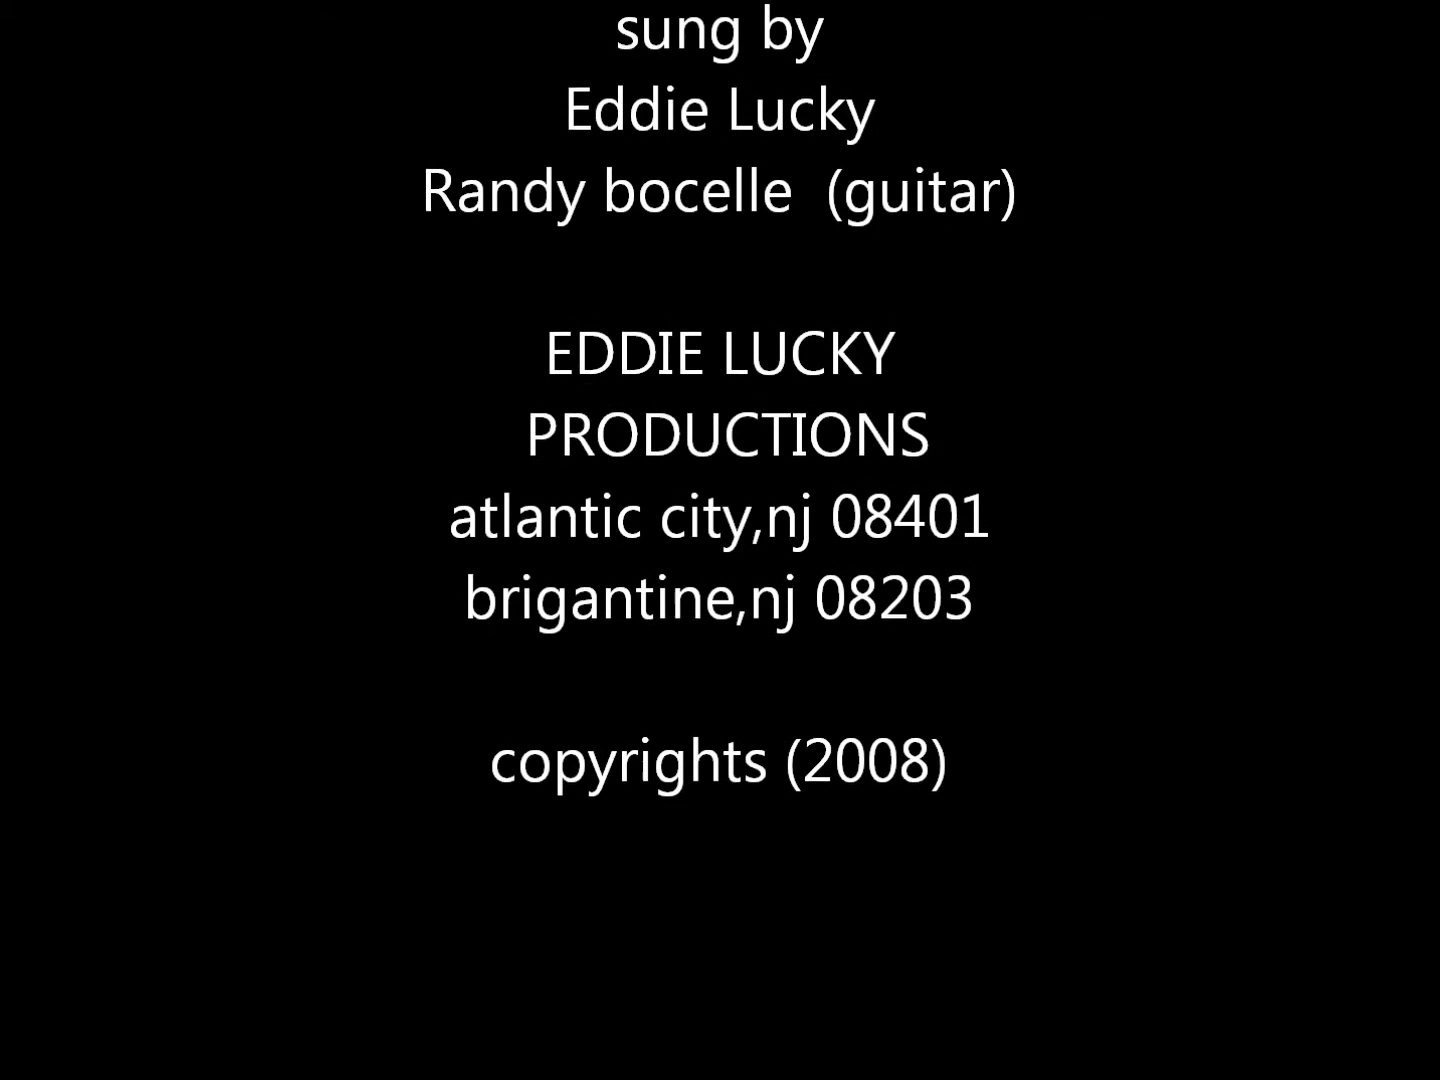 sung by
Eddie Lucky
Randy bocelle  (guitar)
EDDIE LUCKY
PRODUCTIONS
atlantic city,nj 08401
brigantine,nj 08203
copyrights (2008)